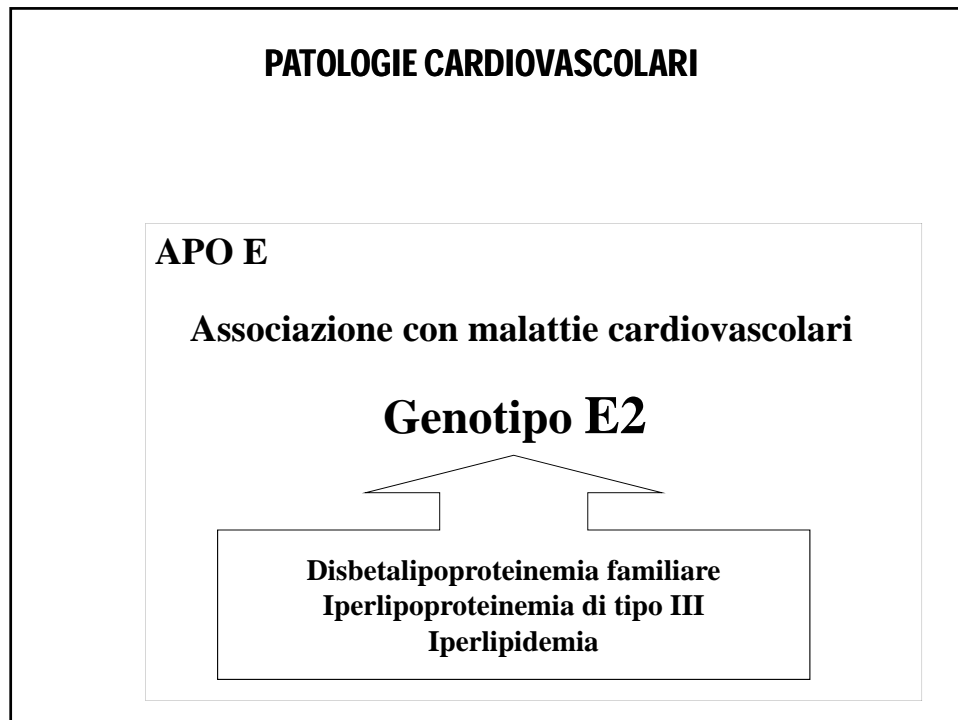 PATOLOGIE CARDIOVASCOLARI
APO E
Associazione con malattie cardiovascolari
Genotipo E2
Disbetalipoproteinemia familiare
Iperlipoproteinemia di tipo III
Iperlipidemia